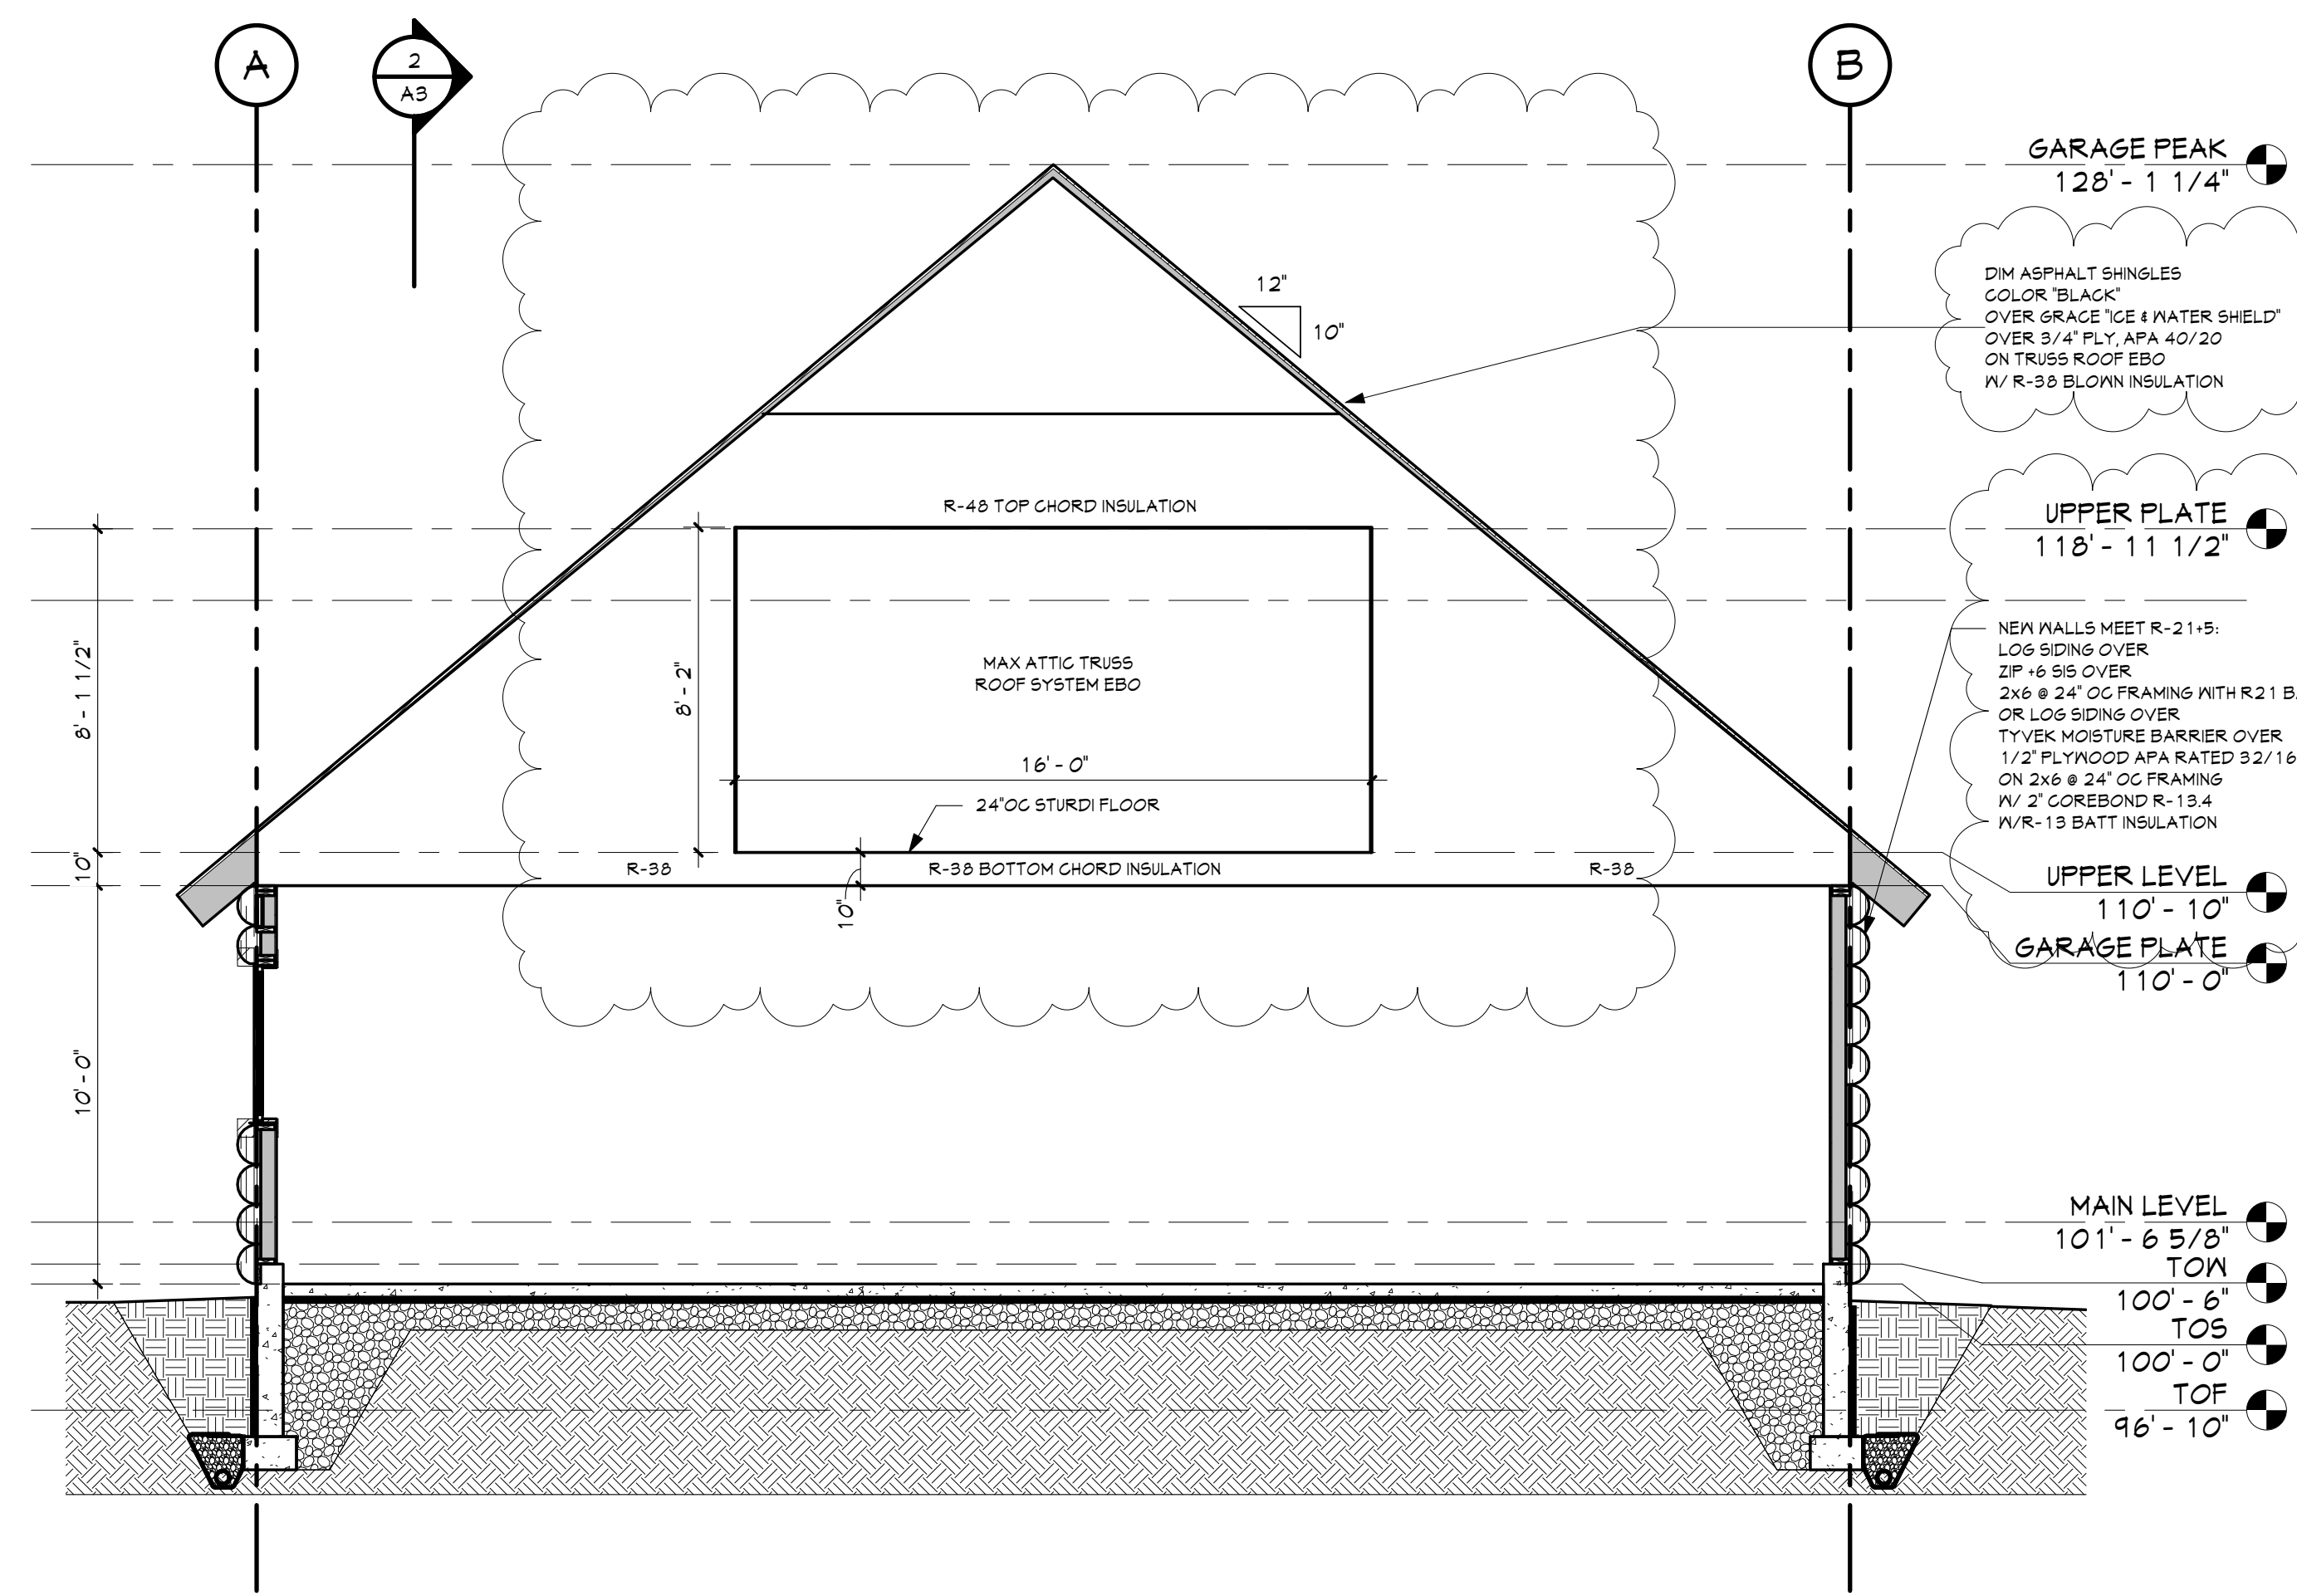 A
2
A3
B
GARAGE PEAK
128' - 1 1/4"
DIM ASPHALT SHINGLES
COLOR "BLACK"
OVER GRACE "ICE & WATER SHIELD"
OVER 3/4" PLY, APA 40/20
ON TRUSS ROOF EBO
W/ R-38 BLOWN INSULATION
12"
10"
R-48 TOP CHORD INSULATION
UPPER PLATE
118' - 11 1/2"
8' - 1 1/2"
8' - 2"
MAX ATTIC TRUSS
ROOF SYSTEM EBO
16' - 0"
24"OC STURDI FLOOR
NEW WALLS MEET R-21+5:
LOG SIDING OVER
ZIP +6 SIS OVER
2x6 @ 24" OC FRAMING WITH R21
OR LOG SIDING OVER
TYVEK MOISTURE BARRIER OVER
1/2" PLYWOOD APA RATED 32/16
ON 2x6 @ 24" OC FRAMING
W/ 2" COREBOND R-13.4
W/R-13 BATT INSULATION
10"
R-38
R-38 BOTTOM CHORD INSULATION
R-38
10"
UPPER LEVEL
110' - 10"
GARAGE PLATE
110' - 0"
10' - 0"
MAIN LEVEL
101' - 6 5/8"
TOW
100' - 6"
TOS
100' - 0"
TOF
96' - 10"